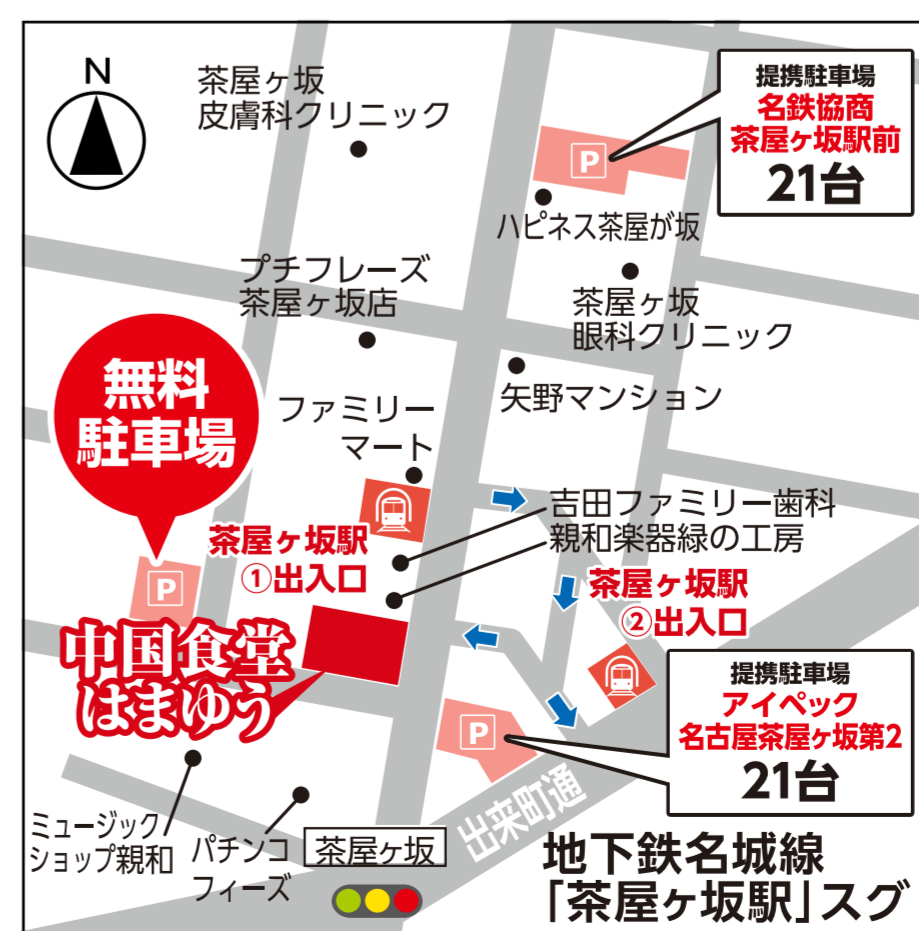 N
茶屋ヶ坂
皮膚科クリニック
提携駐車場
名鉄協商
茶屋ヶ坂駅前
21台
P
ハピネス茶屋が坂
プチフレーズ
茶屋ヶ坂店
茶屋ヶ坂
眼科クリニック
無料
駐車場
ファミリー
マート
矢野マンション
吉田ファミリー歯科
親和楽器緑の工房
茶屋ヶ坂駅
①出入口
茶屋ヶ坂駅
②出入口
P
中国食堂
はまゆう
提携駐車場
アイペック
名古屋茶屋ヶ坂第2
21台
P
ミュージック
ショップ親和
パチンコ
フィーズ
茶屋ヶ坂
出来町通
地下鉄名城線
「茶屋ヶ坂駅」スグ